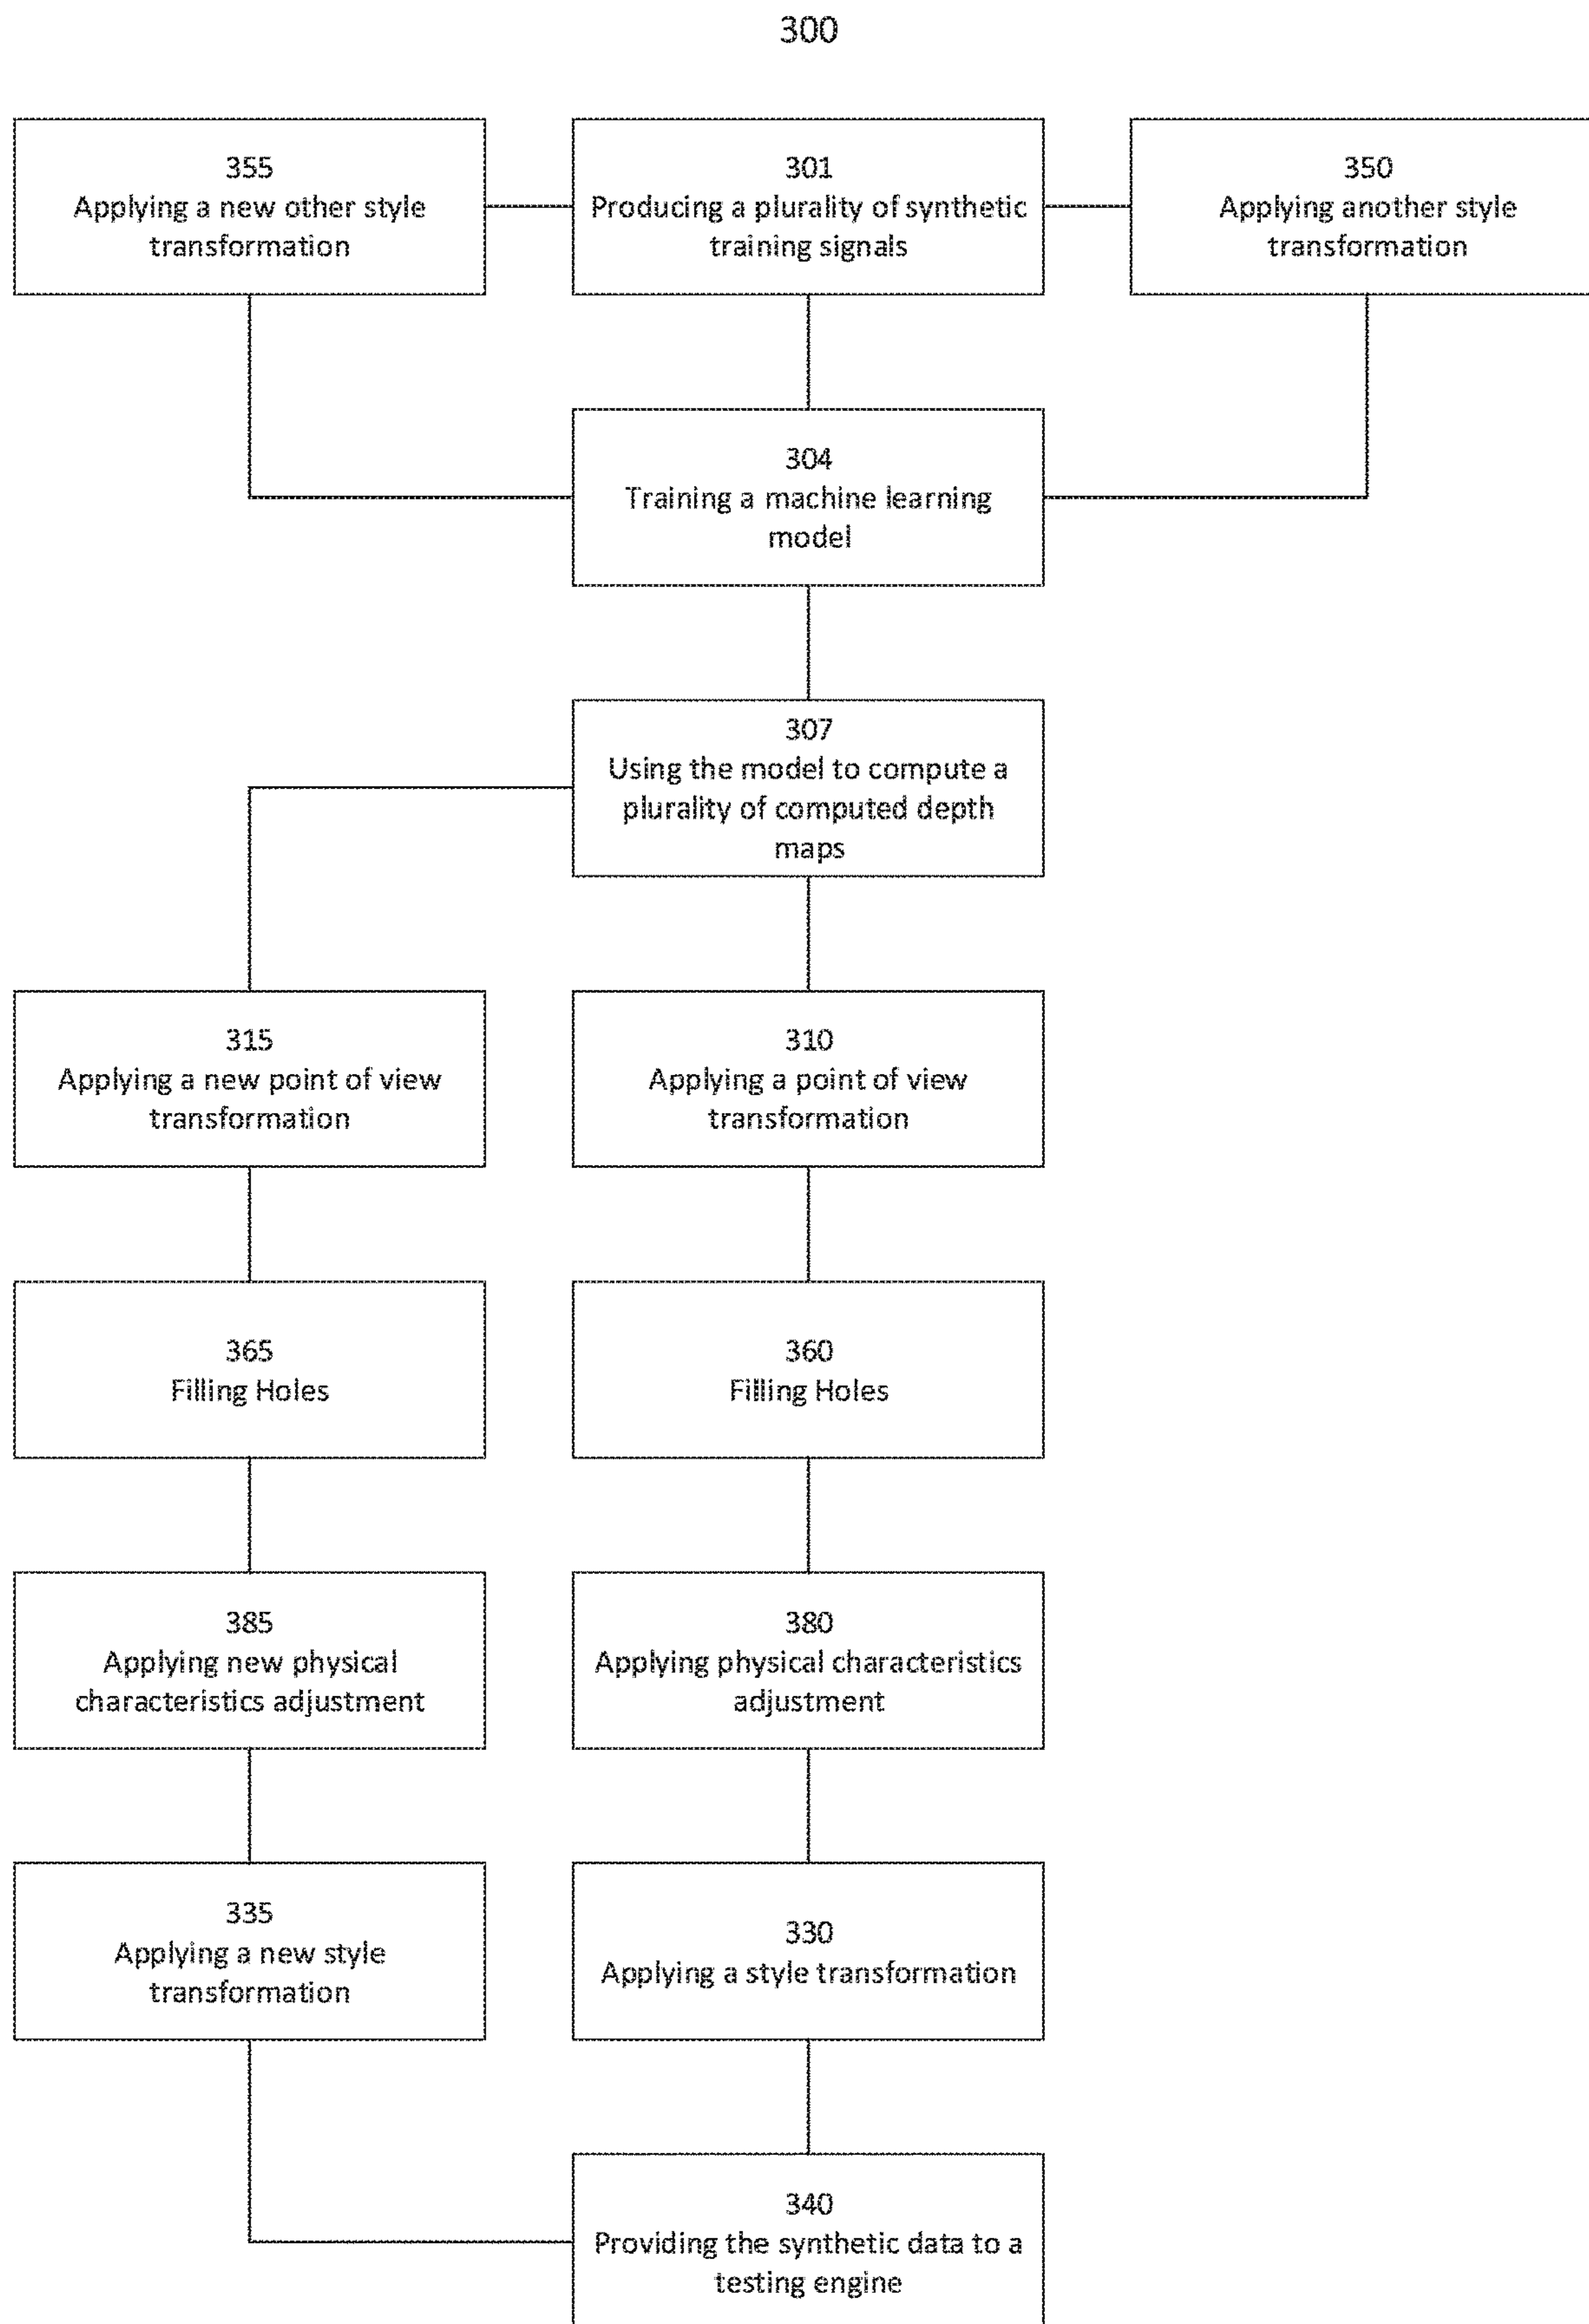 300
355
Applying a new other style
transformation
301
Producing a plurality of synthetic
training signals
350
Applying another style
transformation
304
Training a machine learning
model
307
Using the model to compute a
plurality of computed depth
maps
315
Applying a new point of view
transformation
310
Applying a point of view
transformation
365
Filling Holes
360
Filling Holes
385
Applying new physical
characteristics adjustment
380
Applying physical characteristics
adjustment
335
Applying a new style
transformation
330
Applying a style transformation
340
Providing the synthetic data to a
testing engine